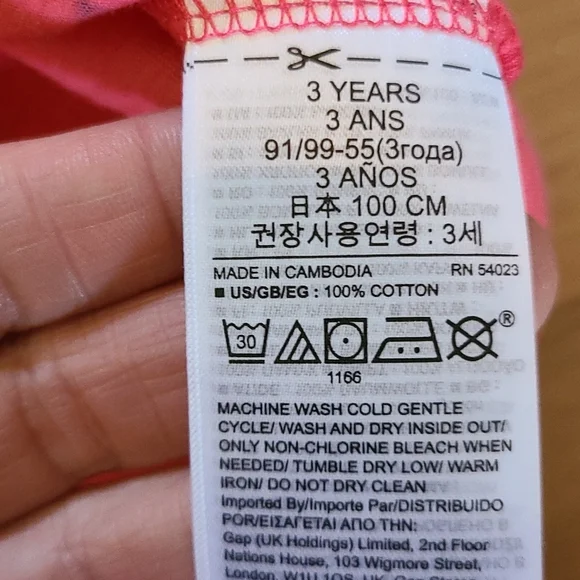 3 YEARS
3 ANS
91/99-55(3года)
3 AÑOS
日本 100 CM
권장사용연령 : 3세
MADE IN CAMBODIA RN 54023
■ US/GB/EG : 100% COTTON
30 ®
1166
MACHINE WASH COLD GENTLE
CYCLE/ WASH AND DRY INSIDE OUT/
ONLY NON-CHLORINE BLEACH WHEN
NEEDED/ TUMBLE DRY LOW/ WARM
IRON/ DO NOT DRY CLEAN
Imported By/Importe Par/DISTRIBUIDO
POR/ΕΙΣΑΓΕΤΑΙ ΑΠΟ ΤΗΝ:
Gap (UK Holdings) Limited, 2nd Floor
Nations House, 103 Wigmore Street,
London, W1U 1QS, UK